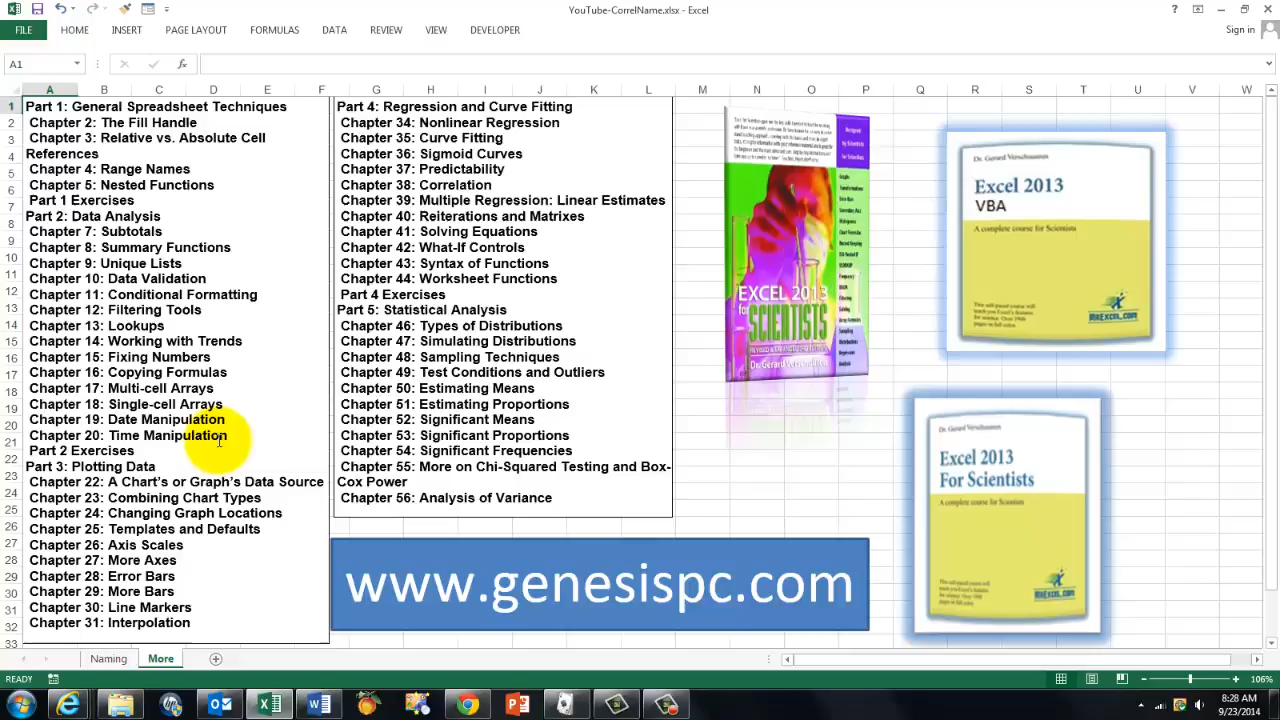 YouTube-CorrelName.xlsx - Excel
FILE HOME INSERT PAGE LAYOUT FORMULAS DATA REVIEW VIEW DEVELOPER
Sign in
A1
A B C D E F G H I J K L M N O P Q R S T U V W
Part 1: General Spreadsheet Techniques
Chapter 2: The Fill Handle
Chapter 3: Relative vs. Absolute Cell
References
Chapter 4: Range Names
Chapter 5: Nested Functions
Part 1 Exercises
Part 2: Data Analysis
Chapter 7: Subtotals
Chapter 8: Summary Functions
Chapter 9: Unique Lists
Chapter 10: Data Validation
Chapter 11: Conditional Formatting
Chapter 12: Filtering Tools
Chapter 13: Lookups
Chapter 14: Working with Trends
Chapter 15: Fixing Numbers
Chapter 16: Copying Formulas
Chapter 17: Multi-cell Arrays
Chapter 18: Single-cell Arrays
Chapter 19: Date Manipulation
Chapter 20: Time Manipulation
Part 2 Exercises
Part 3: Plotting Data
Chapter 22: A Chart's or Graph's Data Source
Chapter 23: Combining Chart Types
Chapter 24: Changing Graph Locations
Chapter 25: Templates and Defaults
Chapter 26: Axis Scales
Chapter 27: More Axes
Chapter 28: Error Bars
Chapter 29: More Bars
Chapter 30: Line Markers
Chapter 31: Interpolation
Part 4: Regression and Curve Fitting
Chapter 34: Nonlinear Regression
Chapter 35: Curve Fitting
Chapter 36: Sigmoid Curves
Chapter 37: Predictability
Chapter 38: Correlation
Chapter 39: Multiple Regression: Linear Estimates
Chapter 40: Reiterations and Matrixes
Chapter 41: Solving Equations
Chapter 42: What-If Controls
Chapter 43: Syntax of Functions
Chapter 44: Worksheet Functions
Part 4 Exercises
Part 5: Statistical Analysis
Chapter 46: Types of Distributions
Chapter 47: Simulating Distributions
Chapter 48: Sampling Techniques
Chapter 49: Test Conditions and Outliers
Chapter 50: Estimating Means
Chapter 51: Estimating Proportions
Chapter 52: Significant Means
Chapter 53: Significant Proportions
Chapter 54: Significant Frequencies
Chapter 55: More on Chi-Squared Testing and Box-
Cox Power
Chapter 56: Analysis of Variance
EXCEL 2013
for SCIENTISTS
Dr. Gerard Verschuuren
Dr. Gerard Verschuuren
Excel 2013
VBA
A complete course for Scientists
MrEXCEL.com
Dr. Gerard Verschuuren
Excel 2013
For Scientists
A complete course for Scientists
MrEXCEL.com
www.genesispc.com
Naming More
READY
106%
8:28 AM
9/23/2014